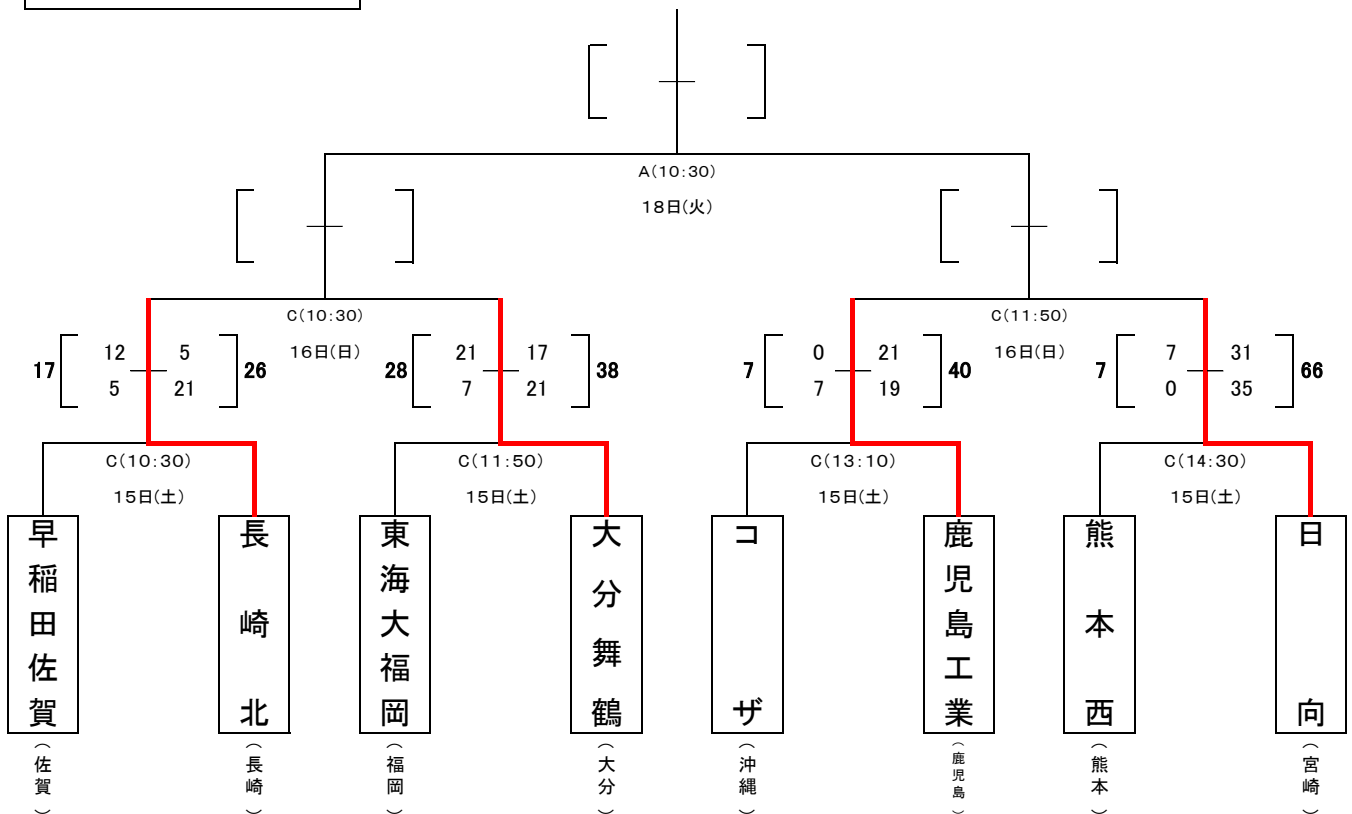 A(10:30)
18日(火)
C(10:30)
16日(日)
C(11:50)
16日(日)
17 12 5 26
5 21
28 21 17 38
7 21
7 0 21 40
7 19
7 7 31 66
0 35
C(10:30)
15日(土)
C(11:50)
15日(土)
C(13:10)
15日(土)
C(14:30)
15日(土)
早稲田佐賀
(佐賀)
長崎北
(長崎)
東海大福岡
(福岡)
大分舞鶴
(大分)
コザ
(沖縄)
鹿児島工業
(鹿児島)
熊本西
(熊本)
日向
(宮崎)